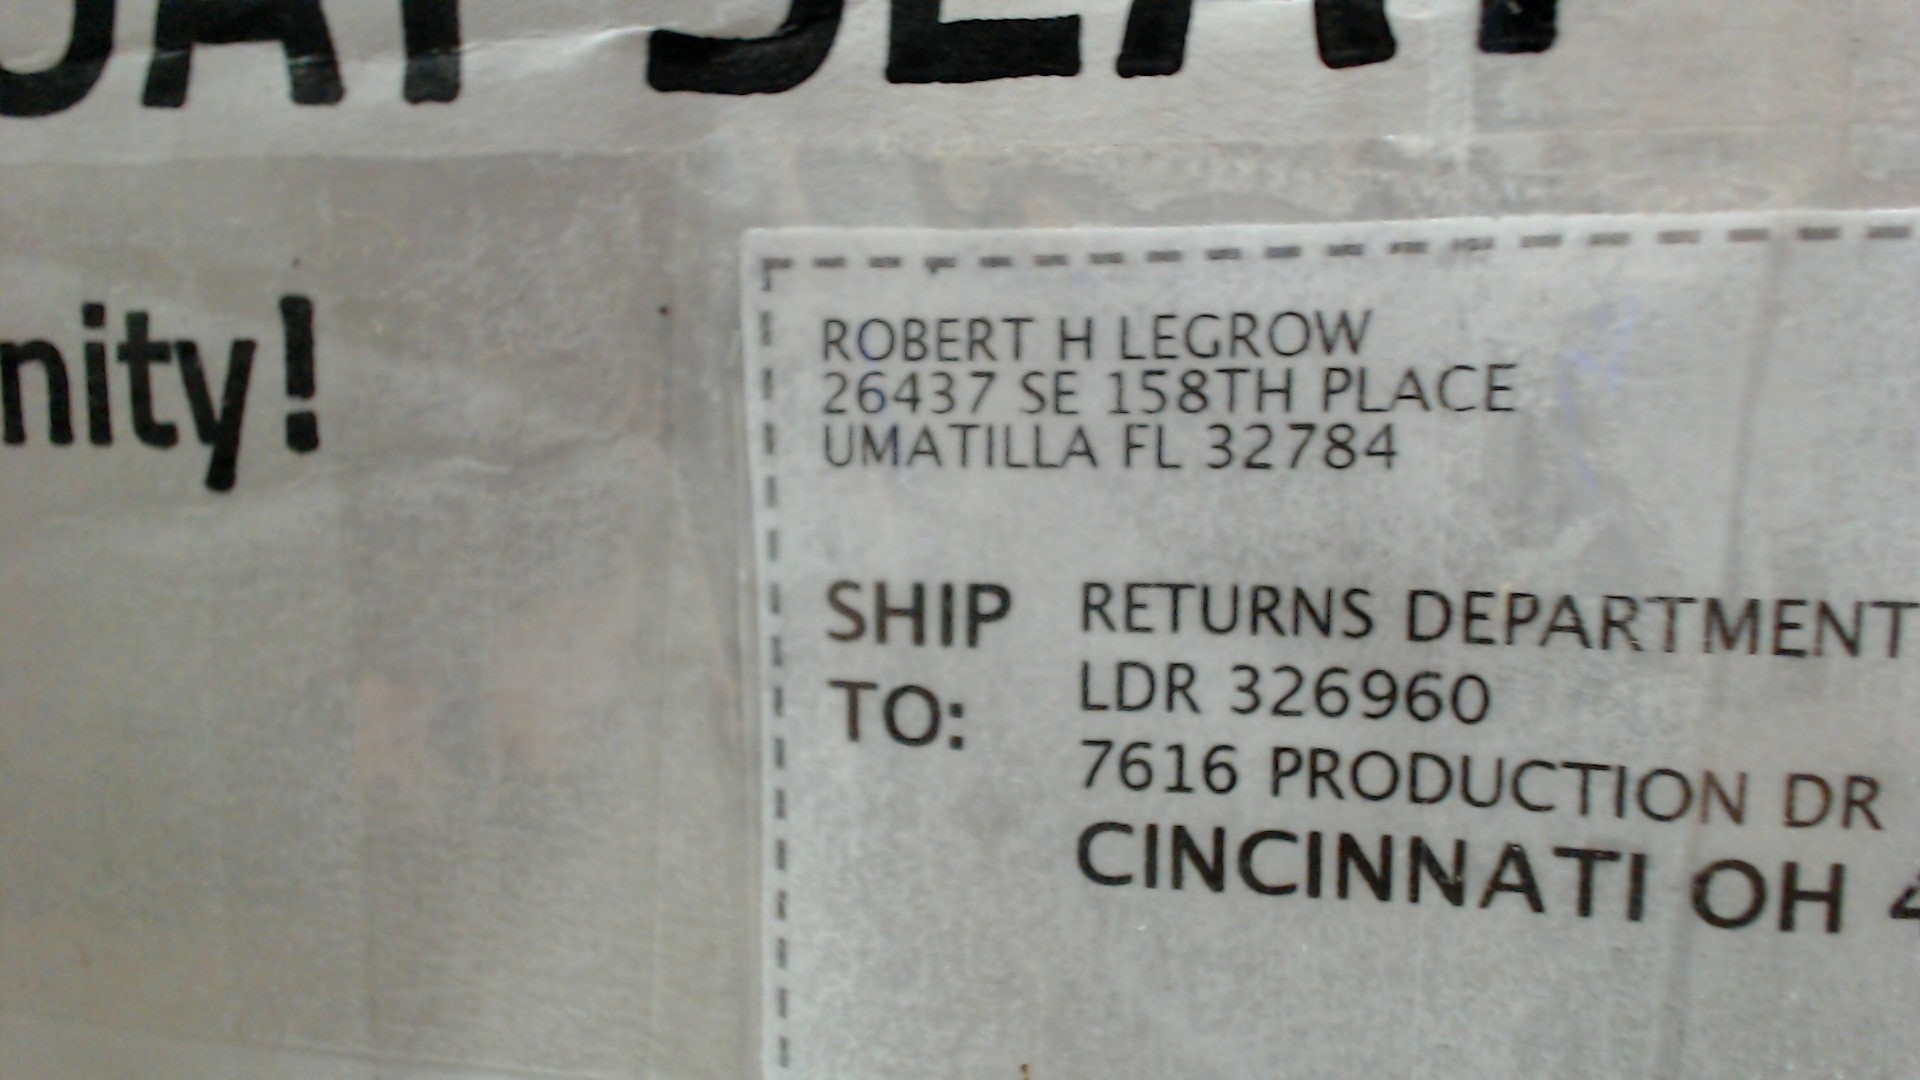 nity!
ROBERT H LEGROW
26437 SE 158TH PLACE
UMATILLA FL 32784
SHIP TO:
RETURNS DEPARTMENT
LDR 326960
7616 PRODUCTION DR
CINCINNATI OH